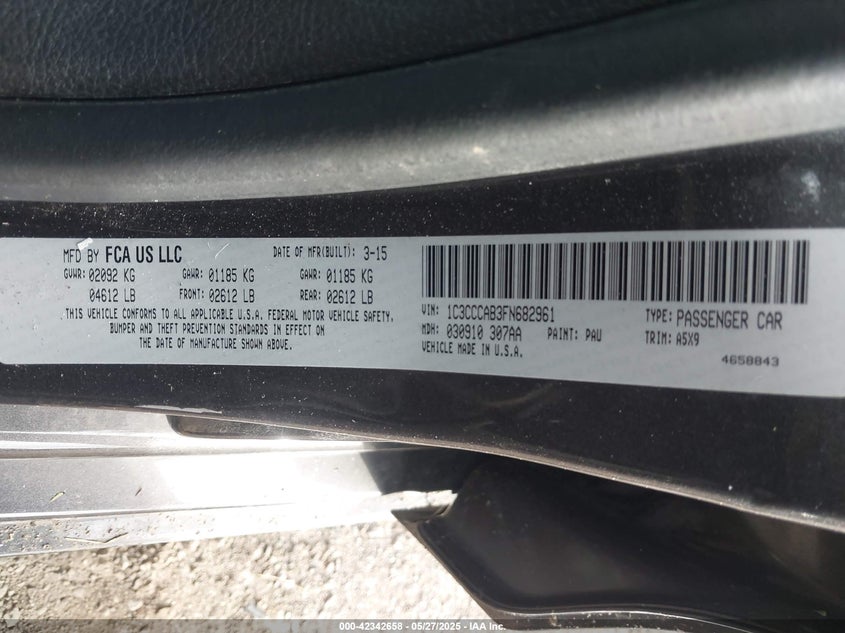 MFD BY FCA US LLC DATE OF MFR(BUILT): 3-15
GVWR: 02092 KG GAWR: 01185 KG GAWR: 01185 KG
04612 LB FRONT: 02612 LB REAR: 02612 LB
THIS VEHICLE CONFORMS TO ALL APPLICABLE U.S.A. FEDERAL MOTOR VEHICLE SAFETY,
BUMPER AND THEFT PREVENTION STANDARDS IN EFFECT ON
THE DATE OF MANUFACTURE SHOWN ABOVE.
VIN: 1C3CCCAB3FN682961 TYPE: PASSENGER CAR
MDH: 030910 307AA PAINT: PAU TRIM: A5X9
VEHICLE MADE IN U.S.A.
4658843
000-42342658 - 05/27/2025 - IAA Inc.